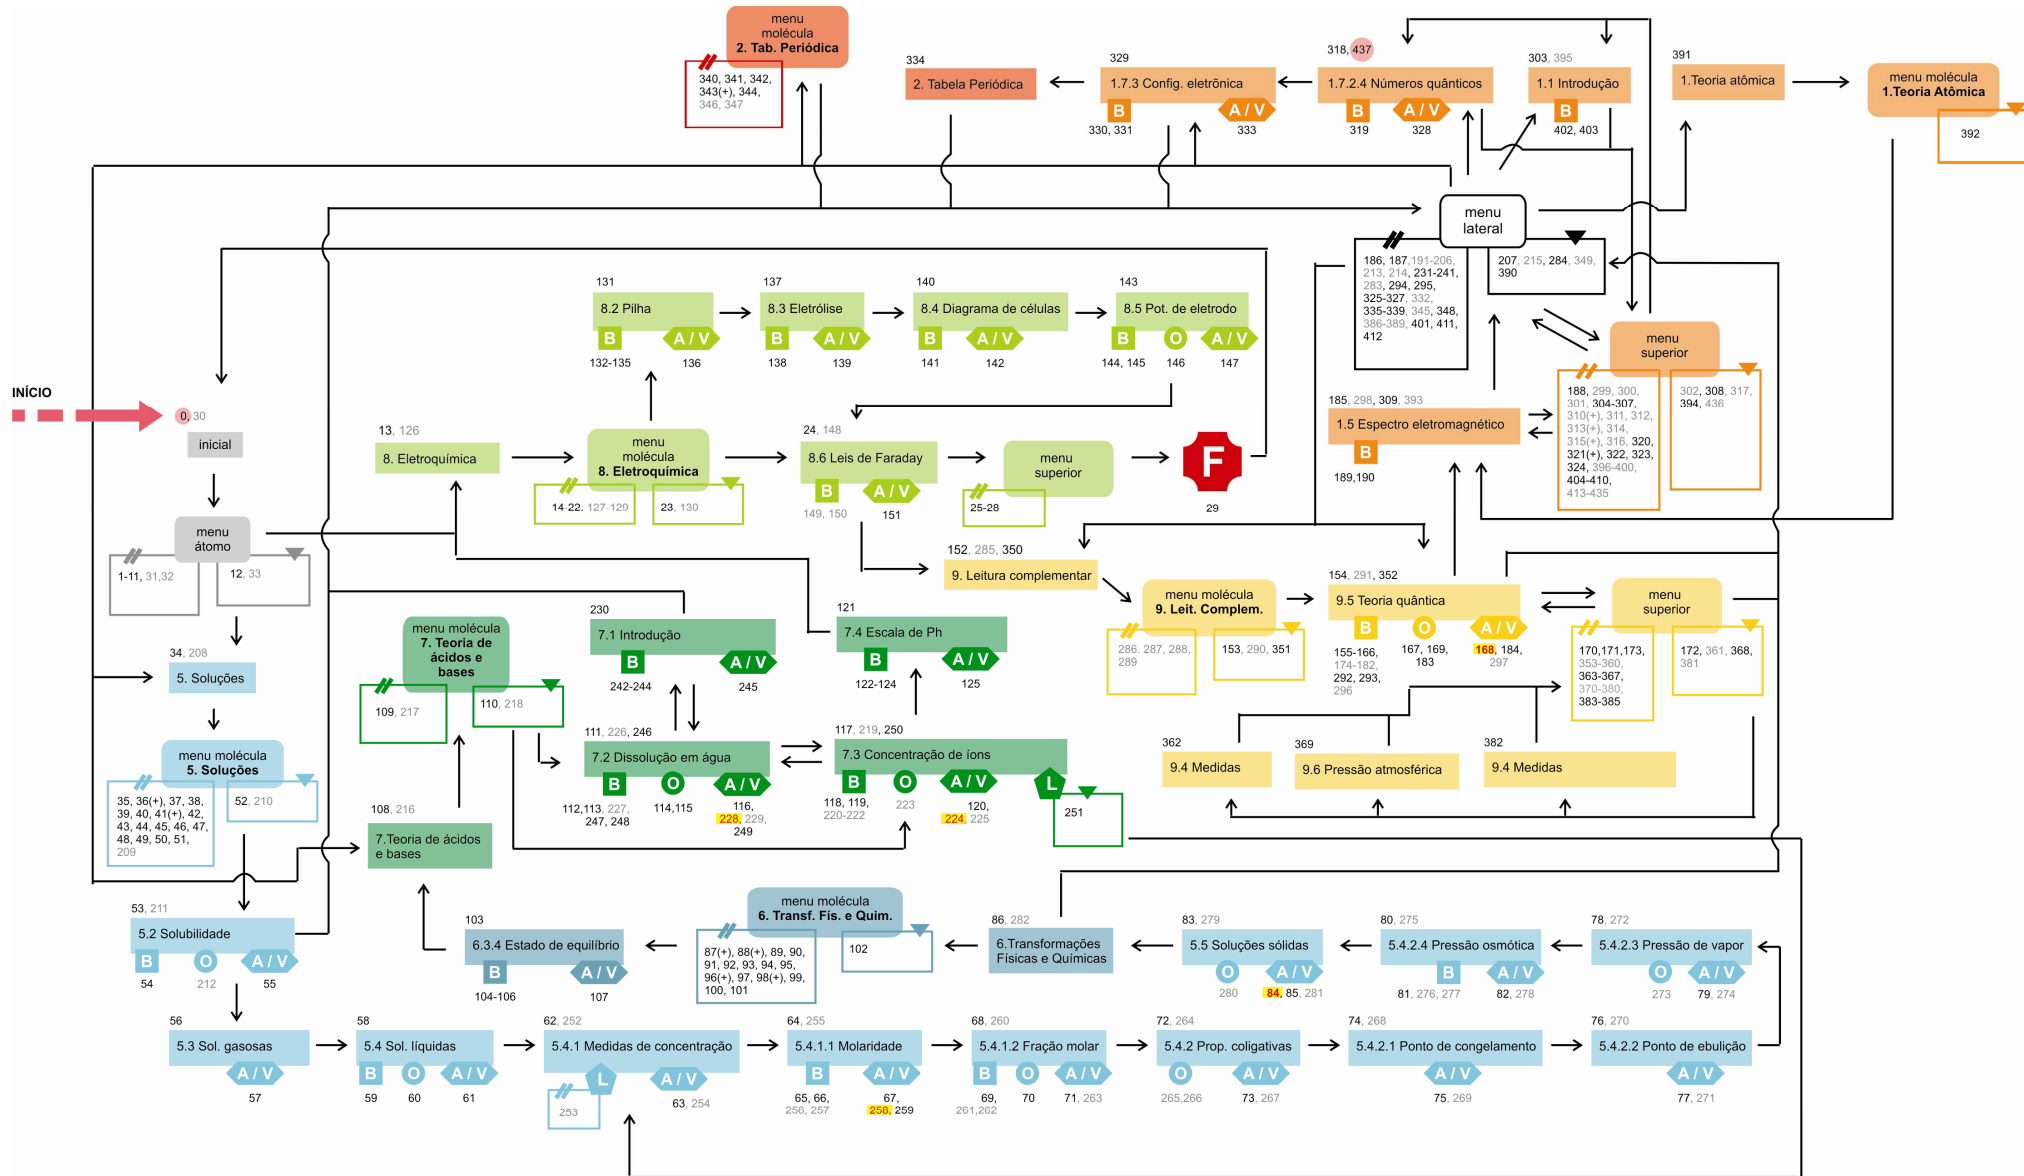 menu
molécula
2. Tab. Periódica
340, 341, 342,
343(+), 344,
346, 347
334
2. Tabela Periódica
329
1.7.3 Config. eletrônica
B
A / V
330, 331
333
318, 437
1.7.2.4 Números quânticos
B
A / V
319
328
303, 395
1.1 Introdução
B
402, 403
391
1.Teoria atômica
menu molécula
1.Teoria Atômica
392
menu
lateral
186, 187,191-206,
213, 214, 231-241,
283, 294, 295,
325-327, 332,
335-339, 345, 348,
386-389, 401, 411,
412
207, 215, 284, 349,
390
131
8.2 Pilha
B
A / V
132-135
136
137
8.3 Eletrólise
B
A / V
138
139
140
8.4 Diagrama de células
B
A / V
141
142
143
8.5 Pot. de eletrodo
B
O
A / V
144, 145
146
147
menu
superior
188, 299, 300,
301, 304-307,
310(+), 311, 312,
313(+), 314,
315(+), 316, 320,
321(+), 322, 323,
324, 396-400,
404-410,
413-435
302, 308, 317,
394, 436
INÍCIO
0, 30
inicial
185, 298, 309, 393
1.5 Espectro eletromagnético
B
189,190
13, 126
8. Eletroquímica
menu
molécula
8. Eletroquímica
14-22. 127-129
23, 130
24, 148
8.6 Leis de Faraday
B
A / V
149, 150
151
menu
superior
25-28
F
29
menu
átomo
1-11, 31,32
12, 33
152, 285, 350
9. Leitura complementar
menu molécula
9. Leit. Complem.
286. 287, 288,
289
153, 290, 351
154, 291, 352
9.5 Teoria quântica
B
O
A / V
155-166,
174-182,
292, 293,
296
167, 169,
183
168, 184,
297
menu
superior
170,171,173,
353-360,
363-367,
370-380,
383-385
172, 361, 368,
381
34, 208
5. Soluções
menu molécula
7. Teoria de
ácidos e
bases
109, 217
110, 218
230
7.1 Introdução
B
A / V
242-244
245
121
7.4 Escala de Ph
B
A / V
122-124
125
menu molécula
5. Soluções
35, 36(+), 37, 38,
39, 40, 41(+), 42,
43, 44, 45, 46, 47,
48, 49, 50, 51,
209
52, 210
111, 226, 246
7.2 Dissolução em água
B
O
A / V
112,113, 227,
247, 248
114,115
116,
228, 229,
249
117, 219, 250
7.3 Concentração de íons
B
O
A / V
L
118, 119,
220-222
223
120,
224, 225
251
362
9.4 Medidas
369
9.6 Pressão atmosférica
382
9.4 Medidas
108, 216
7.Teoria de ácidos
e bases
53, 211
5.2 Solubilidade
B
O
A / V
54
212
55
103
6.3.4 Estado de equilíbrio
B
A / V
104-106
107
menu molécula
6. Transf. Fis. e Quim.
87(+), 88(+), 89, 90,
91, 92, 93, 94, 95,
96(+), 97, 98(+), 99,
100, 101
102
86, 282
6.Transformações
Físicas e Químicas
83, 279
5.5 Soluções sólidas
O
A / V
280
84, 85, 281
80, 275
5.4.2.4 Pressão osmótica
B
A / V
81, 276, 277
82, 278
78, 272
5.4.2.3 Pressão de vapor
O
A / V
273
79, 274
56
5.3 Sol. gasosas
A / V
57
58
5.4 Sol. líquidas
B
O
A / V
59
60
61
62, 252
5.4.1 Medidas de concentração
L
A / V
253
63, 254
64, 255
5.4.1.1 Molaridade
B
A / V
65, 66,
256, 257
67,
258, 259
68, 260
5.4.1.2 Fração molar
B
O
A / V
69,
261,262
70
71, 263
72, 264
5.4.2 Prop. coligativas
O
A / V
265,266
73, 267
74, 268
5.4.2.1 Ponto de congelamento
A / V
75, 269
76, 270
5.4.2.2 Ponto de ebulição
A / V
77, 271